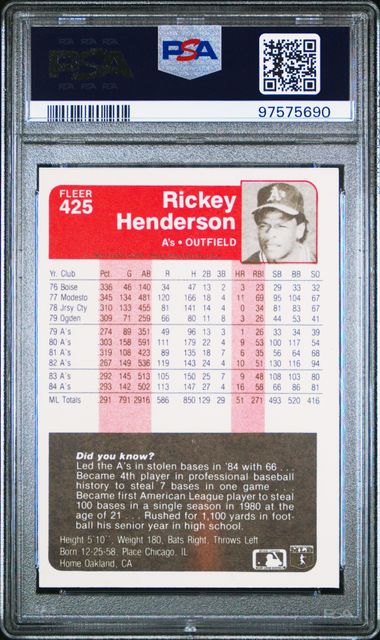 PSA
PSA
97575690
FLEER
425
Rickey
Henderson
A's • OUTFIELD
Yr. Club Pct. G AB R H 2B 3B HR RBI SB BB SO
76 Boise .336 46 140 34 47 13 2 3 23 29 33 32
77 Modesto .345 134 481 120 166 18 4 11 69 95 104 67
78 Jrsy Cty .310 133 455 81 141 14 4 0 34 81 83 67
79 Ogden .309 71 259 66 80 11 8 3 26 44 53 41
79 A's .274 89 351 49 96 13 3 1 26 33 34 39
80 A's .303 158 591 111 179 22 4 9 53 100 117 54
81 A's .319 108 423 89 135 18 7 6 35 56 64 68
82 A's .267 149 536 119 143 24 4 10 51 130 116 94
83 A's .292 145 513 105 150 25 7 9 48 108 103 80
84 A's .293 142 502 113 147 27 4 16 58 66 86 81
ML Totals .291 791 2916 586 850 129 29 51 271 493 520 416
Did you know?
Led the A's in stolen bases in '84 with 66 . . .
Became 4th player in professional baseball
history to steal 7 bases in one game . . .
Became first American League player to steal
100 bases in a single season in 1980 at the
age of 21 . . . Rushed for 1,100 yards in foot-
ball his senior year in high school.
Height 5'10", Weight 180, Bats Right, Throws Left
Born 12-25-58, Place Chicago, IL
Home Oakland, CA